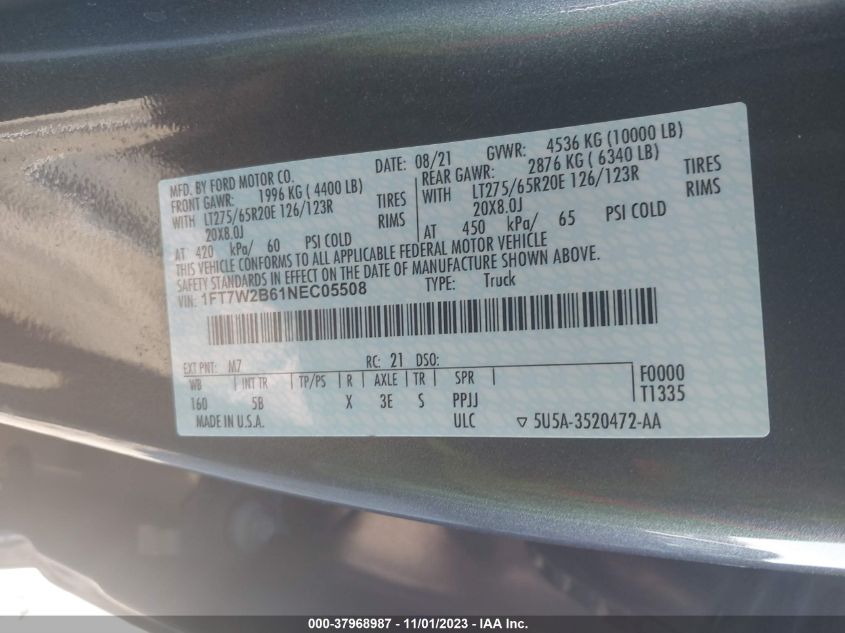 MFD. BY FORD MOTOR CO. DATE: 08/21 GVWR: 4536 KG (10000 LB)
FRONT GAWR: 1996 KG ( 4400 LB) REAR GAWR: 2876 KG ( 6340 LB)
WITH LT275/65R20E 126/123R TIRES WITH LT275/65R20E 126/123R TIRES
20X8.0J RIMS 20X8.0J RIMS
AT 420 kPa/ 60 PSI COLD AT 450 kPa/ 65 PSI COLD
THIS VEHICLE CONFORMS TO ALL APPLICABLE FEDERAL MOTOR VEHICLE
SAFETY STANDARDS IN EFFECT ON THE DATE OF MANUFACTURE SHOWN ABOVE.
VIN: 1FT7W2B61NEC05508 TYPE: Truck
EXT PNT: M7 RC: 21 DSO:
WB INT TR TP/PS R AXLE TR SPR F0000
160 5B X 3E S PPJJ T1335
MADE IN U.S.A. ULC ▽ 5U5A-3520472-AA
000-37968987 - 11/01/2023 - IAA Inc.